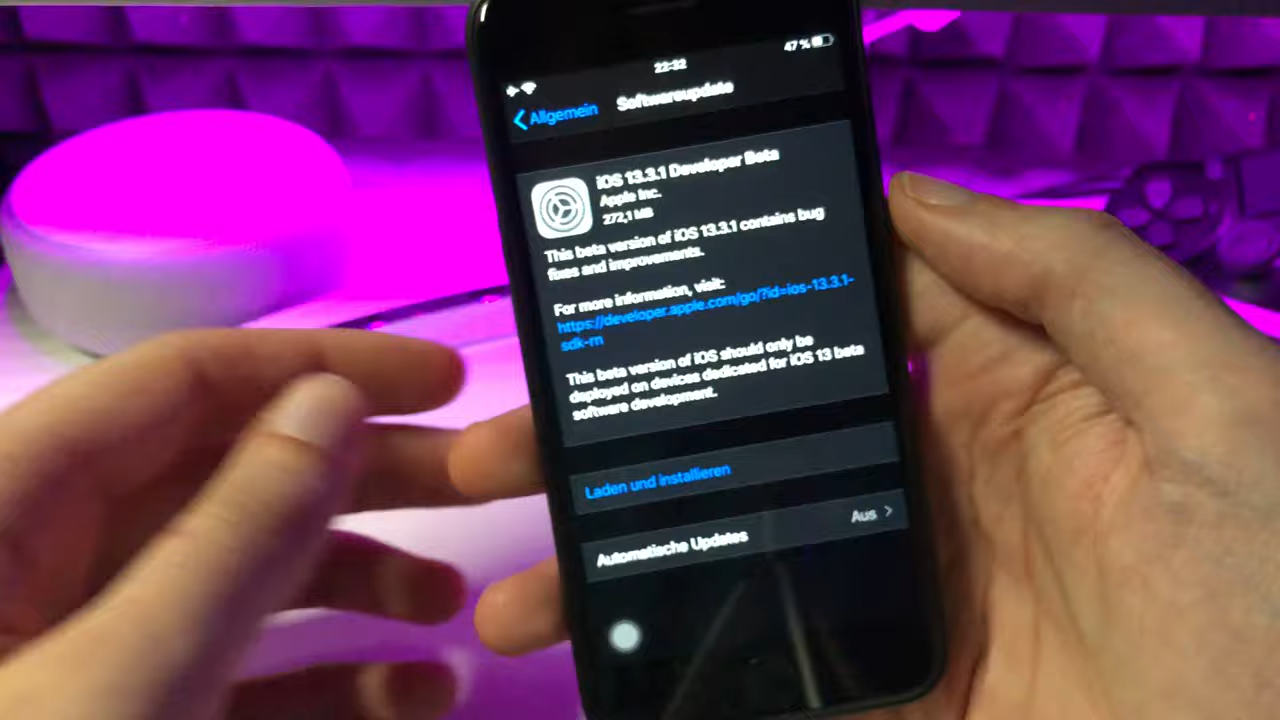 47 %
22:32
Allgemein
Softwareupdate
iOS 13.3.1 Developer Beta
Apple Inc.
272,1 MB
This beta version of iOS 13.3.1 contains bug
fixes and improvements.
For more information, visit:
https://developer.apple.com/go/?id=ios-13.3.1-
sdk-rn
This beta version of iOS should only be
deployed on devices dedicated for iOS 13 beta
software development.
Laden und installieren
Automatische Updates Aus